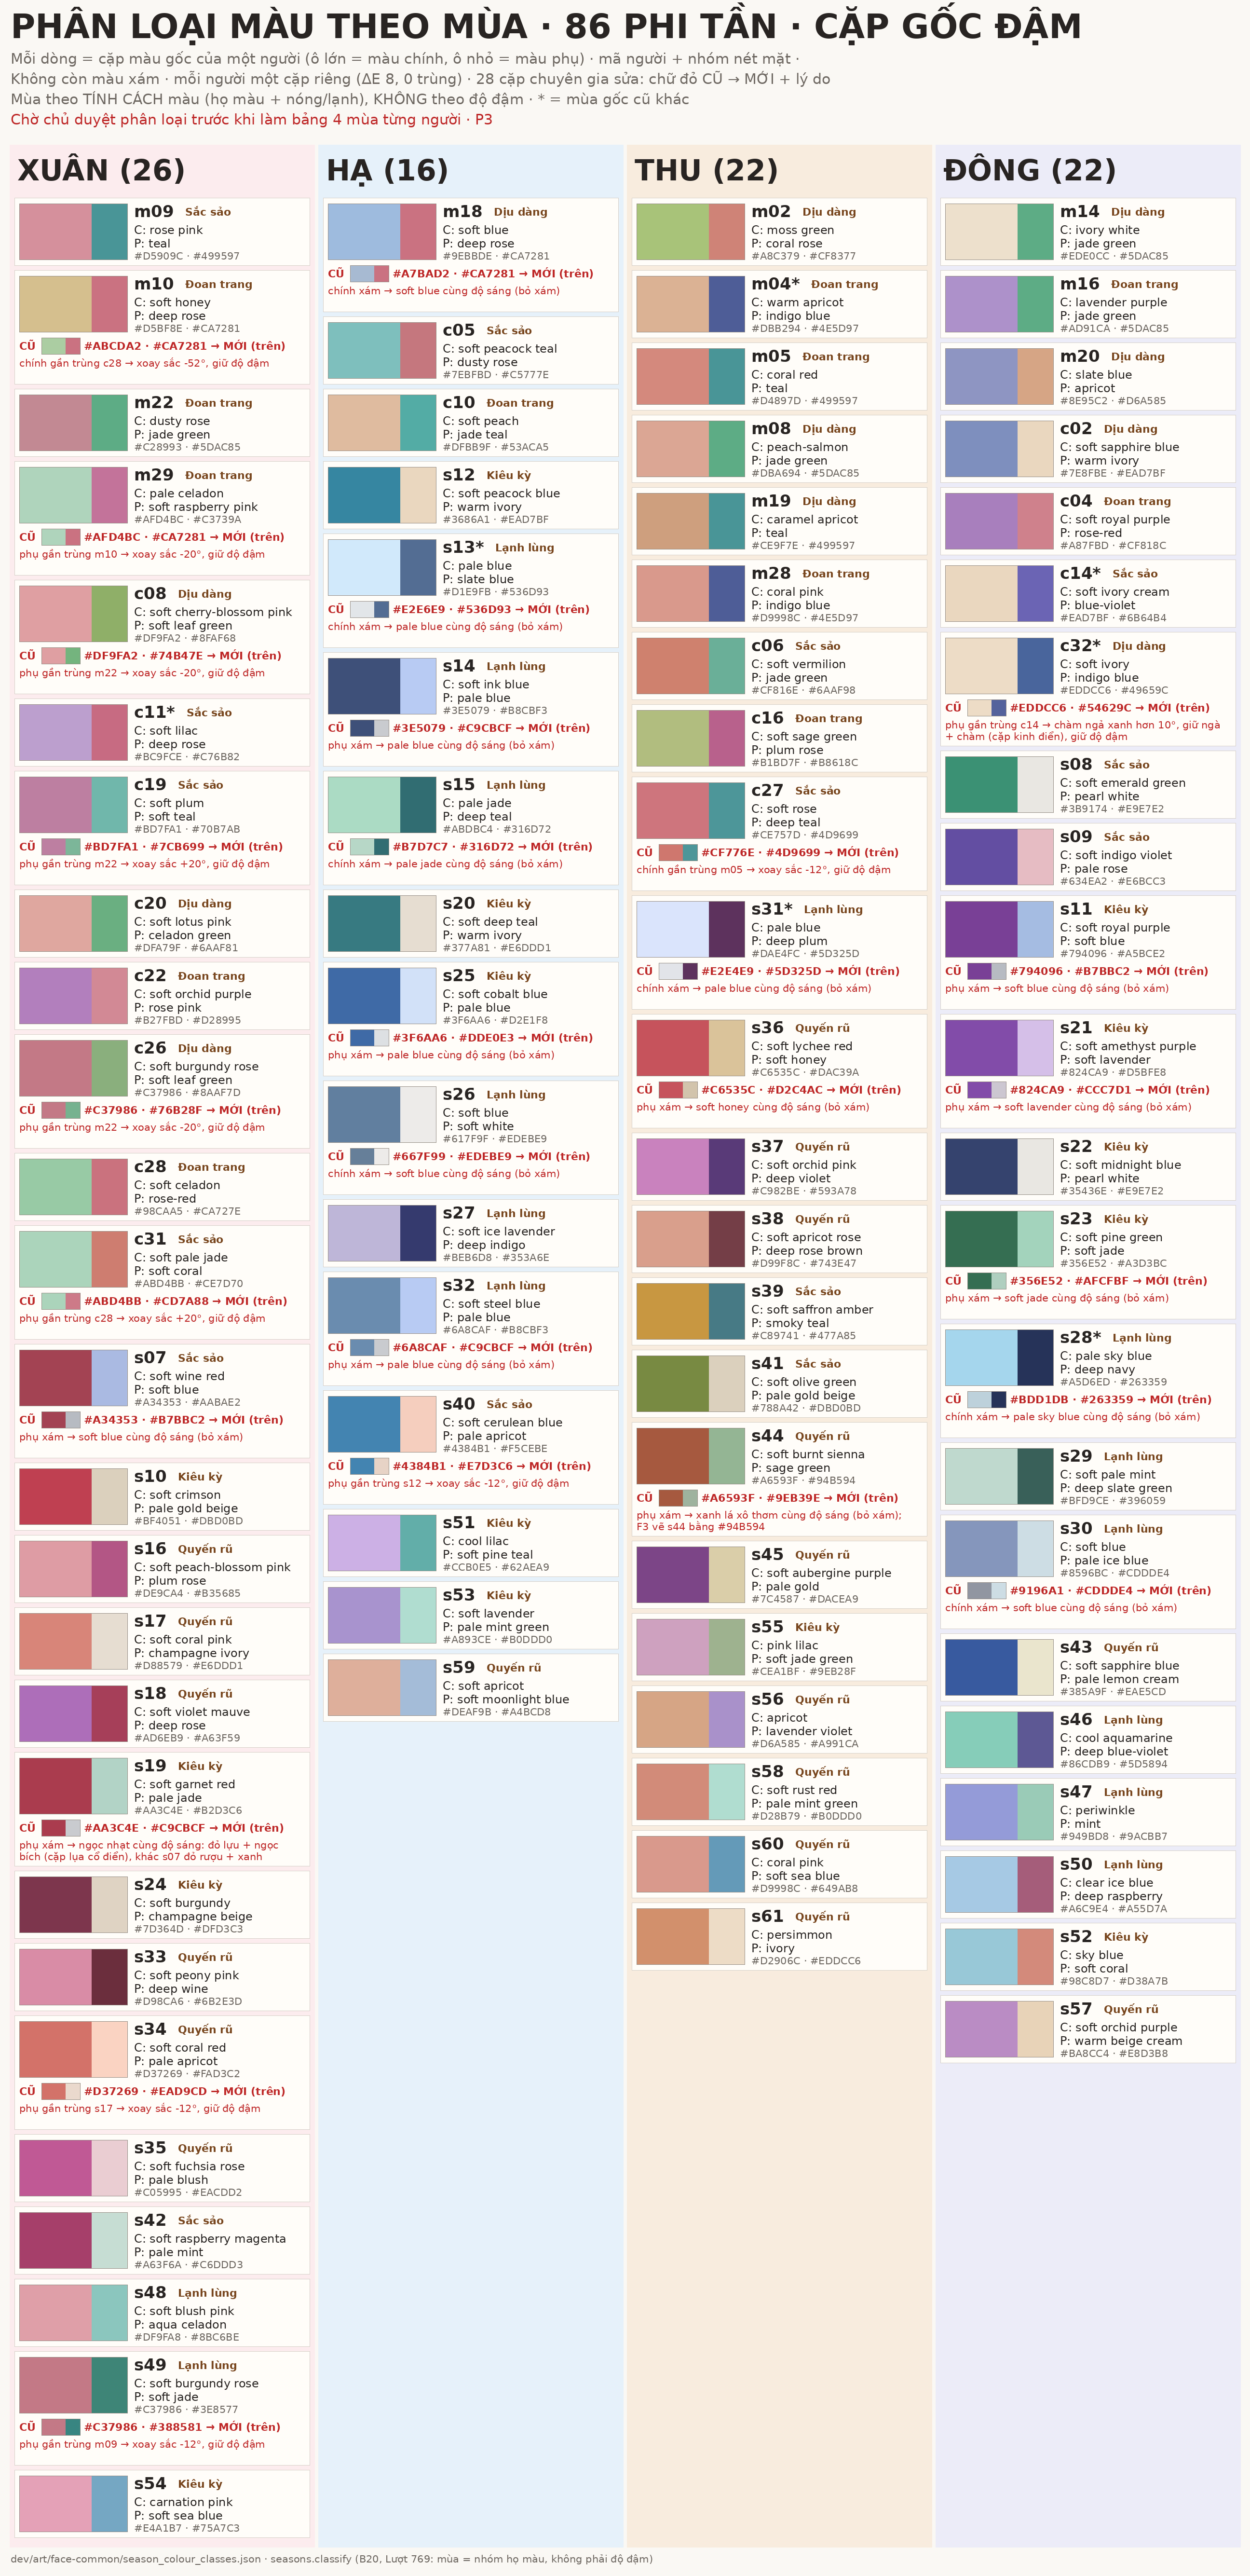 PHÂN LOẠI MÀU THEO MÙA · 86 PHI TẦN · CẶP GỐC ĐẬM
Mỗi dòng = cặp màu gốc của một người (ô lớn = màu chính, ô nhỏ = màu phụ) · mã người + nhóm nét mặt ·
Không còn màu xám · mỗi người một cặp riêng (ΔE 8, 0 trùng) · 28 cặp chuyên gia sửa: chữ đỏ CŨ → MỚI + lý do
Mùa theo TÍNH CÁCH màu (họ màu + nóng/lạnh), KHÔNG theo độ đậm · * = mùa gốc cũ khác
Chờ chủ duyệt phân loại trước khi làm bảng 4 mùa từng người · P3
XUÂN (26)
m09 Sắc sảo
C: rose pink
P: teal
#D5909C · #499597
m10 Đoan trang
C: soft honey
P: deep rose
#D5BF8E · #CA7281
CŨ #ABCDA2 · #CA7281 → MỚI (trên)
chính gần trùng c28 → xoay sắc -52°, giữ độ đậm
m22 Đoan trang
C: dusty rose
P: jade green
#C28993 · #5DAC85
m29 Đoan trang
C: pale celadon
P: soft raspberry pink
#AFD4BC · #C3739A
CŨ #AFD4BC · #CA7281 → MỚI (trên)
phụ gần trùng m10 → xoay sắc -20°, giữ độ đậm
c08 Dịu dàng
C: soft cherry-blossom pink
P: soft leaf green
#DF9FA2 · #8FAF68
CŨ #DF9FA2 · #74B47E → MỚI (trên)
phụ gần trùng m22 → xoay sắc -20°, giữ độ đậm
c11* Sắc sảo
C: soft lilac
P: deep rose
#BC9FCE · #C76B82
c19 Sắc sảo
C: soft plum
P: soft teal
#BD7FA1 · #70B7AB
CŨ #BD7FA1 · #7CB699 → MỚI (trên)
phụ gần trùng m22 → xoay sắc +20°, giữ độ đậm
c20 Dịu dàng
C: soft lotus pink
P: celadon green
#DFA79F · #6AAF81
c22 Đoan trang
C: soft orchid purple
P: rose pink
#B27FBD · #D28995
c26 Dịu dàng
C: soft burgundy rose
P: soft leaf green
#C37986 · #8AAF7D
CŨ #C37986 · #76B28F → MỚI (trên)
phụ gần trùng m22 → xoay sắc -20°, giữ độ đậm
c28 Đoan trang
C: soft celadon
P: rose-red
#98CAA5 · #CA727E
c31 Sắc sảo
C: soft pale jade
P: soft coral
#ABD4BB · #CE7D70
CŨ #ABD4BB · #CD7A88 → MỚI (trên)
phụ gần trùng c28 → xoay sắc +20°, giữ độ đậm
s07 Sắc sảo
C: soft wine red
P: soft blue
#A34353 · #AABAE2
CŨ #A34353 · #B7BBC2 → MỚI (trên)
phụ xám → soft blue cùng độ sáng (bỏ xám)
s10 Kiêu kỳ
C: soft crimson
P: pale gold beige
#BF4051 · #DBD0BD
s16 Quyến rũ
C: soft peach-blossom pink
P: plum rose
#DE9CA4 · #B35685
s17 Quyến rũ
C: soft coral pink
P: champagne ivory
#D88579 · #E6DDD1
s18 Quyến rũ
C: soft violet mauve
P: deep rose
#AD6EB9 · #A63F59
s19 Kiêu kỳ
C: soft garnet red
P: pale jade
#AA3C4E · #B2D3C6
CŨ #AA3C4E · #C9CBCF → MỚI (trên)
phụ xám → ngọc nhạt cùng độ sáng: đỏ lựu + ngọc
bích (cặp lụa cổ điển), khác s07 đỏ rượu + xanh
s24 Kiêu kỳ
C: soft burgundy
P: champagne beige
#7D364D · #DFD3C3
s33 Quyến rũ
C: soft peony pink
P: deep wine
#D98CA6 · #6B2E3D
s34 Quyến rũ
C: soft coral red
P: pale apricot
#D37269 · #FAD3C2
CŨ #D37269 · #EAD9CD → MỚI (trên)
phụ gần trùng s17 → xoay sắc -12°, giữ độ đậm
s35 Quyến rũ
C: soft fuchsia rose
P: pale blush
#C05995 · #EACDD2
s42 Sắc sảo
C: soft raspberry magenta
P: pale mint
#A63F6A · #C6DDD3
s48 Lạnh lùng
C: soft blush pink
P: aqua celadon
#DF9FA8 · #8BC6BE
s49 Lạnh lùng
C: soft burgundy rose
P: soft jade
#C37986 · #3E8577
CŨ #C37986 · #388581 → MỚI (trên)
phụ gần trùng m09 → xoay sắc -12°, giữ độ đậm
s54 Kiêu kỳ
C: carnation pink
P: soft sea blue
#E4A1B7 · #75A7C3
HẠ (16)
m18 Dịu dàng
C: soft blue
P: deep rose
#9EBBDE · #CA7281
CŨ #A7BAD2 · #CA7281 → MỚI (trên)
chính xám → soft blue cùng độ sáng (bỏ xám)
c05 Sắc sảo
C: soft peacock teal
P: dusty rose
#7EBFBD · #C5777E
c10 Đoan trang
C: soft peach
P: jade teal
#DFBB9F · #53ACA5
s12 Kiêu kỳ
C: soft peacock blue
P: warm ivory
#3686A1 · #EAD7BF
s13* Lạnh lùng
C: pale blue
P: slate blue
#D1E9FB · #536D93
CŨ #E2E6E9 · #536D93 → MỚI (trên)
chính xám → pale blue cùng độ sáng (bỏ xám)
s14 Lạnh lùng
C: soft ink blue
P: pale blue
#3E5079 · #B8CBF3
CŨ #3E5079 · #C9CBCF → MỚI (trên)
phụ xám → pale blue cùng độ sáng (bỏ xám)
s15 Lạnh lùng
C: pale jade
P: deep teal
#ABDBC4 · #316D72
CŨ #B7D7C7 · #316D72 → MỚI (trên)
chính xám → pale jade cùng độ sáng (bỏ xám)
s20 Kiêu kỳ
C: soft deep teal
P: warm ivory
#377A81 · #E6DDD1
s25 Kiêu kỳ
C: soft cobalt blue
P: pale blue
#3F6AA6 · #D2E1F8
CŨ #3F6AA6 · #DDE0E3 → MỚI (trên)
phụ xám → pale blue cùng độ sáng (bỏ xám)
s26 Lạnh lùng
C: soft blue
P: soft white
#617F9F · #EDEBE9
CŨ #667F99 · #EDEBE9 → MỚI (trên)
chính xám → soft blue cùng độ sáng (bỏ xám)
s27 Lạnh lùng
C: soft ice lavender
P: deep indigo
#BEB6D8 · #353A6E
s32 Lạnh lùng
C: soft steel blue
P: pale blue
#6A8CAF · #B8CBF3
CŨ #6A8CAF · #C9CBCF → MỚI (trên)
phụ xám → pale blue cùng độ sáng (bỏ xám)
s40 Sắc sảo
C: soft cerulean blue
P: pale apricot
#4384B1 · #F5CEBE
CŨ #4384B1 · #E7D3C6 → MỚI (trên)
phụ gần trùng s12 → xoay sắc -12°, giữ độ đậm
s51 Kiêu kỳ
C: cool lilac
P: soft pine teal
#CCB0E5 · #62AEA9
s53 Kiêu kỳ
C: soft lavender
P: pale mint green
#A893CE · #B0DDD0
s59 Quyến rũ
C: soft apricot
P: soft moonlight blue
#DEAF9B · #A4BCD8
THU (22)
m02 Dịu dàng
C: moss green
P: coral rose
#A8C379 · #CF8377
m04* Đoan trang
C: warm apricot
P: indigo blue
#DBB294 · #4E5D97
m05 Đoan trang
C: coral red
P: teal
#D4897D · #499597
m08 Dịu dàng
C: peach-salmon
P: jade green
#DBA694 · #5DAC85
m19 Dịu dàng
C: caramel apricot
P: teal
#CE9F7E · #499597
m28 Đoan trang
C: coral pink
P: indigo blue
#D9998C · #4E5D97
c06 Sắc sảo
C: soft vermilion
P: jade green
#CF816E · #6AAF98
c16 Đoan trang
C: soft sage green
P: plum rose
#B1BD7F · #B8618C
c27 Sắc sảo
C: soft rose
P: deep teal
#CE757D · #4D9699
CŨ #CF776E · #4D9699 → MỚI (trên)
chính gần trùng m05 → xoay sắc -12°, giữ độ đậm
s31* Lạnh lùng
C: pale blue
P: deep plum
#DAE4FC · #5D325D
CŨ #E2E4E9 · #5D325D → MỚI (trên)
chính xám → pale blue cùng độ sáng (bỏ xám)
s36 Quyến rũ
C: soft lychee red
P: soft honey
#C6535C · #DAC39A
CŨ #C6535C · #D2C4AC → MỚI (trên)
phụ xám → soft honey cùng độ sáng (bỏ xám)
s37 Quyến rũ
C: soft orchid pink
P: deep violet
#C982BE · #593A78
s38 Quyến rũ
C: soft apricot rose
P: deep rose brown
#D99F8C · #743E47
s39 Sắc sảo
C: soft saffron amber
P: smoky teal
#C89741 · #477A85
s41 Sắc sảo
C: soft olive green
P: pale gold beige
#788A42 · #DBD0BD
s44 Quyến rũ
C: soft burnt sienna
P: sage green
#A6593F · #94B594
CŨ #A6593F · #9EB39E → MỚI (trên)
phụ xám → xanh lá xô thơm cùng độ sáng (bỏ xám);
F3 vẽ s44 bằng #94B594
s45 Quyến rũ
C: soft aubergine purple
P: pale gold
#7C4587 · #DACEA9
s55 Kiêu kỳ
C: pink lilac
P: soft jade green
#CEA1BF · #9EB28F
s56 Quyến rũ
C: apricot
P: lavender violet
#D6A585 · #A991CA
s58 Quyến rũ
C: soft rust red
P: pale mint green
#D28B79 · #B0DDD0
s60 Quyến rũ
C: coral pink
P: soft sea blue
#D9998C · #649AB8
s61 Quyến rũ
C: persimmon
P: ivory
#D2906C · #EDDCC6
ĐÔNG (22)
m14 Dịu dàng
C: ivory white
P: jade green
#EDE0CC · #5DAC85
m16 Đoan trang
C: lavender purple
P: jade green
#AD91CA · #5DAC85
m20 Dịu dàng
C: slate blue
P: apricot
#8E95C2 · #D6A585
c02 Dịu dàng
C: soft sapphire blue
P: warm ivory
#7E8FBE · #EAD7BF
c04 Đoan trang
C: soft royal purple
P: rose-red
#A87FBD · #CF818C
c14* Sắc sảo
C: soft ivory cream
P: blue-violet
#EAD7BF · #6B64B4
c32* Dịu dàng
C: soft ivory
P: indigo blue
#EDDCC6 · #49659C
CŨ #EDDCC6 · #54629C → MỚI (trên)
phụ gần trùng c14 → chàm ngả xanh hơn 10°, giữ ngà
+ chàm (cặp kinh điển), giữ độ đậm
s08 Sắc sảo
C: soft emerald green
P: pearl white
#3B9174 · #E9E7E2
s09 Sắc sảo
C: soft indigo violet
P: pale rose
#634EA2 · #E6BCC3
s11 Kiêu kỳ
C: soft royal purple
P: soft blue
#794096 · #A5BCE2
CŨ #794096 · #B7BBC2 → MỚI (trên)
phụ xám → soft blue cùng độ sáng (bỏ xám)
s21 Kiêu kỳ
C: soft amethyst purple
P: soft lavender
#824CA9 · #D5BFE8
CŨ #824CA9 · #CCC7D1 → MỚI (trên)
phụ xám → soft lavender cùng độ sáng (bỏ xám)
s22 Kiêu kỳ
C: soft midnight blue
P: pearl white
#35436E · #E9E7E2
s23 Kiêu kỳ
C: soft pine green
P: soft jade
#356E52 · #A3D3BC
CŨ #356E52 · #AFCFBF → MỚI (trên)
phụ xám → soft jade cùng độ sáng (bỏ xám)
s28* Lạnh lùng
C: pale sky blue
P: deep navy
#A5D6ED · #263359
CŨ #BDD1DB · #263359 → MỚI (trên)
chính xám → pale sky blue cùng độ sáng (bỏ xám)
s29 Lạnh lùng
C: soft pale mint
P: deep slate green
#BFD9CE · #396059
s30 Lạnh lùng
C: soft blue
P: pale ice blue
#8596BC · #CDDDE4
CŨ #9196A1 · #CDDDE4 → MỚI (trên)
chính xám → soft blue cùng độ sáng (bỏ xám)
s43 Quyến rũ
C: soft sapphire blue
P: pale lemon cream
#385A9F · #EAE5CD
s46 Lạnh lùng
C: cool aquamarine
P: deep blue-violet
#86CDB9 · #5D5894
s47 Lạnh lùng
C: periwinkle
P: mint
#949BD8 · #9ACBB7
s50 Lạnh lùng
C: clear ice blue
P: deep raspberry
#A6C9E4 · #A55D7A
s52 Kiêu kỳ
C: sky blue
P: soft coral
#98C8D7 · #D38A7B
s57 Quyến rũ
C: soft orchid purple
P: warm beige cream
#BA8CC4 · #E8D3B8
dev/art/face-common/season_colour_classes.json · seasons.classify (B20, Lượt 769: mùa = nhóm họ màu, không phải độ đậm)